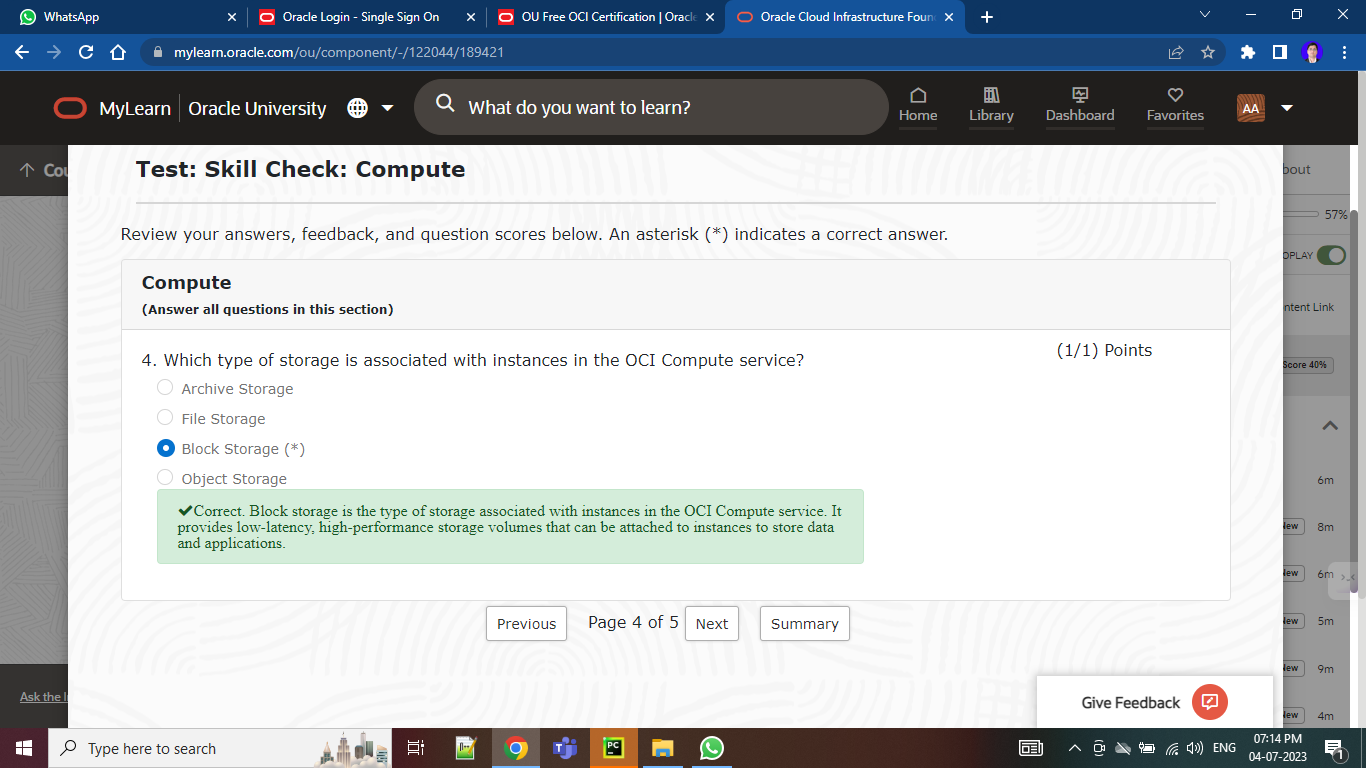 WhatsApp
Oracle Login - Single Sign On
OU Free OCI Certification | Oracle
Oracle Cloud Infrastructure Foun
mylearn.oracle.com/ou/component/-/122044/189421
MyLearn
Oracle University
What do you want to learn?
Home
Library
Dashboard
Favorites
AA
Cou
bout
57%
OPLAY
ntent Link
Score 40%
6m
New
8m
New
6m
New
5m
New
9m
New
4m
Test: Skill Check: Compute
Review your answers, feedback, and question scores below. An asterisk (*) indicates a correct answer.
Compute
(Answer all questions in this section)
4. Which type of storage is associated with instances in the OCI Compute service?
(1/1) Points
Archive Storage
File Storage
Block Storage (*)
Object Storage
✔Correct. Block storage is the type of storage associated with instances in the OCI Compute service. It
provides low-latency, high-performance storage volumes that can be attached to instances to store data
and applications.
Previous
Page 4 of 5
Next
Summary
Ask the I
Give Feedback
Type here to search
PC
ENG
07:14 PM
04-07-2023
1